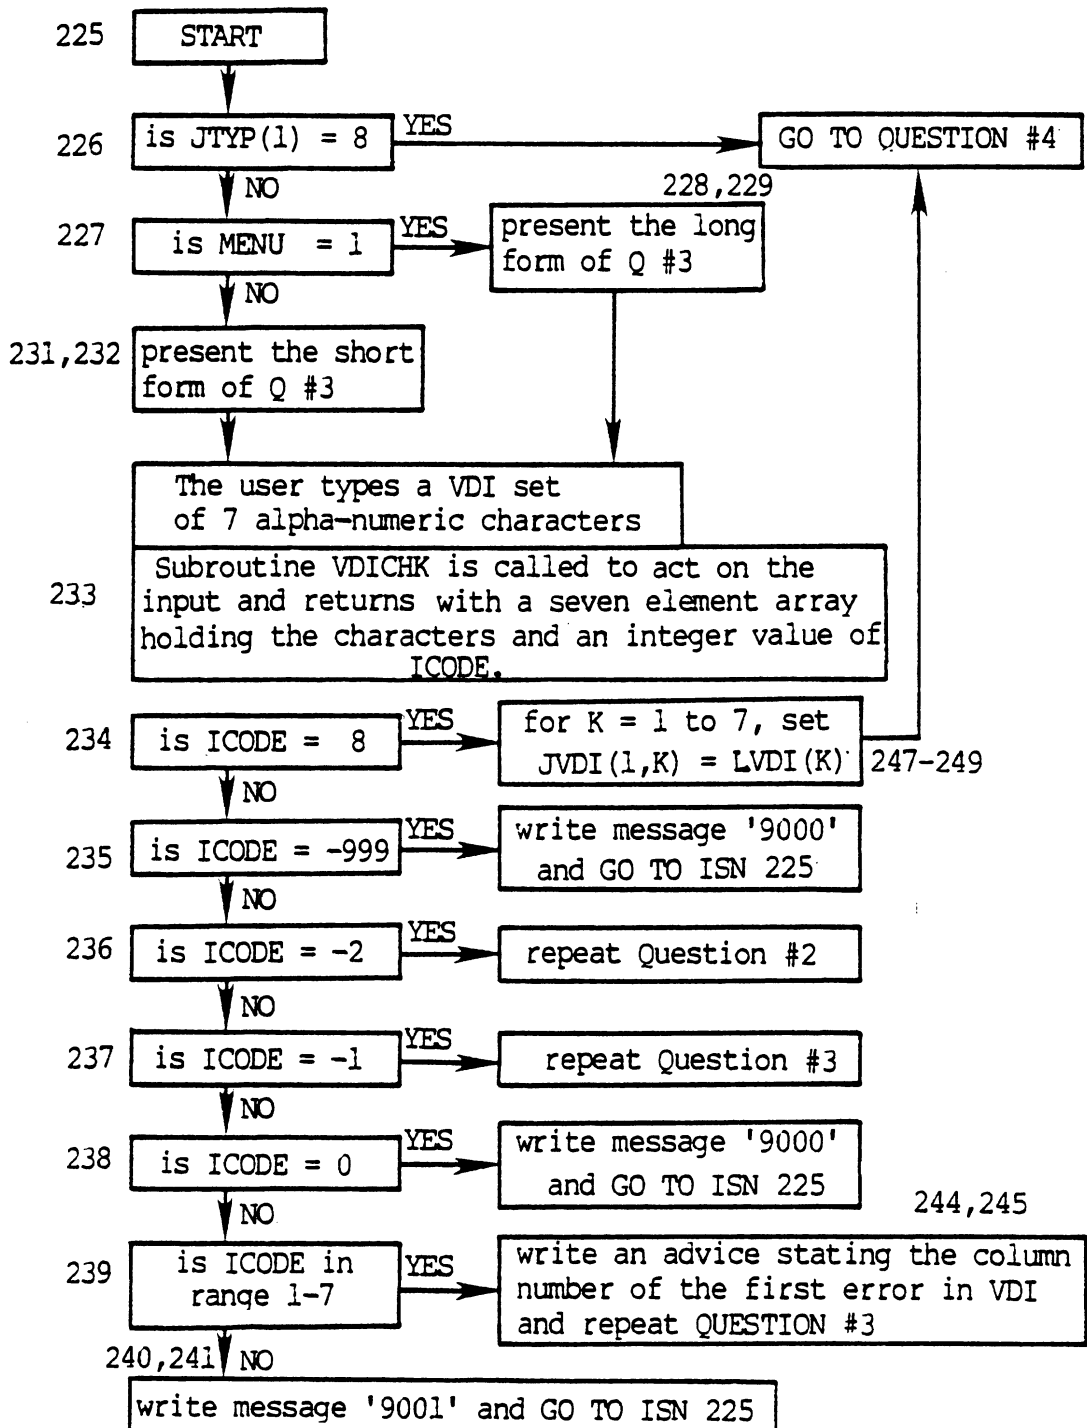 225
START
226
is JTYP(1) = 8
YES
GO TO QUESTION #4
NO
228,229
227
is MENU = 1
YES
present the long
form of Q #3
NO
231,232
present the short
form of Q #3
The user types a VDI set
of 7 alpha-numeric characters
233
Subroutine VDICHK is called to act on the
input and returns with a seven element array
holding the characters and an integer value of
ICODE.
234
is ICODE = 8
YES
for K = 1 to 7, set
JVDI(1,K) = LVDI(K)
247-249
NO
235
is ICODE = -999
YES
write message '9000'
and GO TO ISN 225
NO
236
is ICODE = -2
YES
repeat Question #2
NO
237
is ICODE = -1
YES
repeat Question #3
NO
238
is ICODE = 0
YES
write message '9000'
and GO TO ISN 225
NO
244,245
239
is ICODE in
range 1-7
YES
write an advice stating the column
number of the first error in VDI
and repeat QUESTION #3
240,241
NO
write message '9001' and GO TO ISN 225